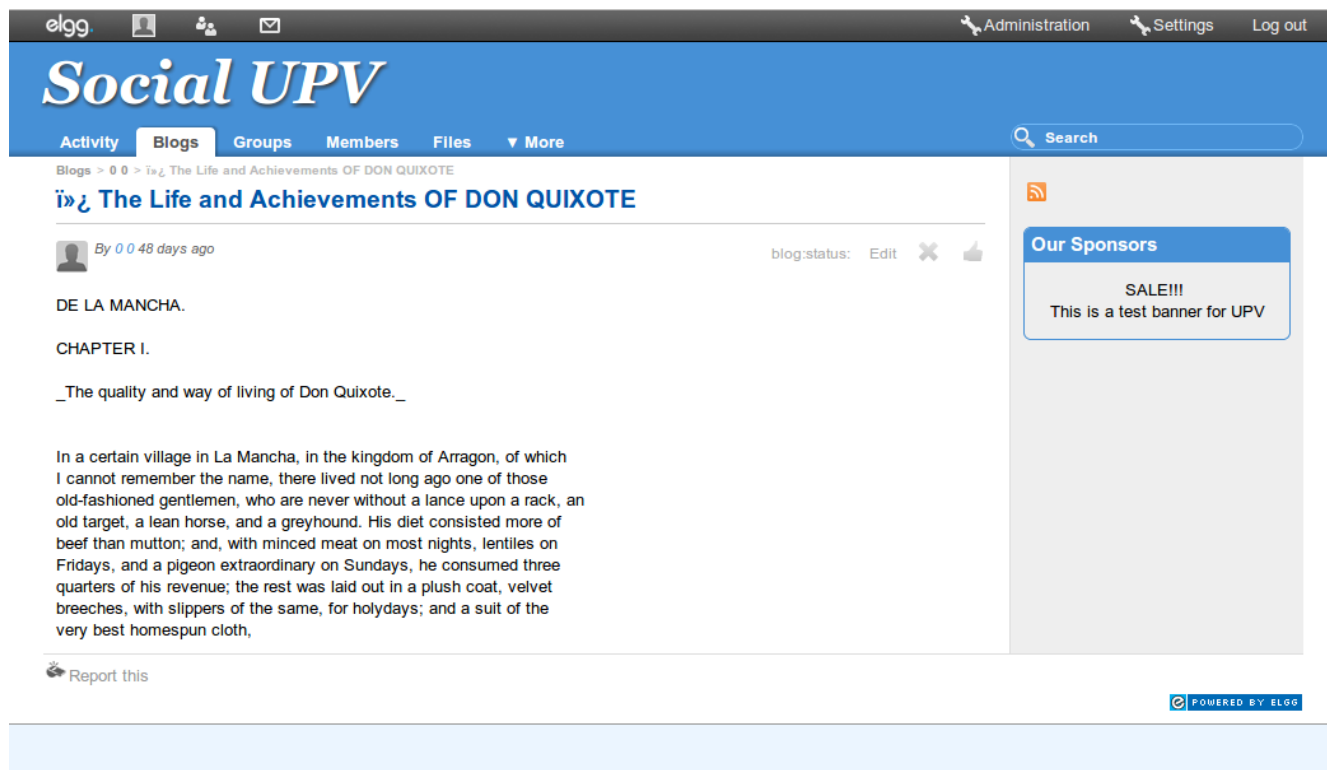 elgg. Administration Settings Log out
Social UPV
Activity Blogs Groups Members Files ▼ More Search
Blogs > 0 0 > ï»¿ The Life and Achievements OF DON QUIXOTE
ï»¿ The Life and Achievements OF DON QUIXOTE
By 0 0 48 days ago
blog:status: Edit
DE LA MANCHA.
CHAPTER I.
_The quality and way of living of Don Quixote._
In a certain village in La Mancha, in the kingdom of Arragon, of which
I cannot remember the name, there lived not long ago one of those
old-fashioned gentlemen, who are never without a lance upon a rack, an
old target, a lean horse, and a greyhound. His diet consisted more of
beef than mutton; and, with minced meat on most nights, lentiles on
Fridays, and a pigeon extraordinary on Sundays, he consumed three
quarters of his revenue; the rest was laid out in a plush coat, velvet
breeches, with slippers of the same, for holydays; and a suit of the
very best homespun cloth,
Our Sponsors
SALE!!!
This is a test banner for UPV
Report this
POWERED BY ELGG